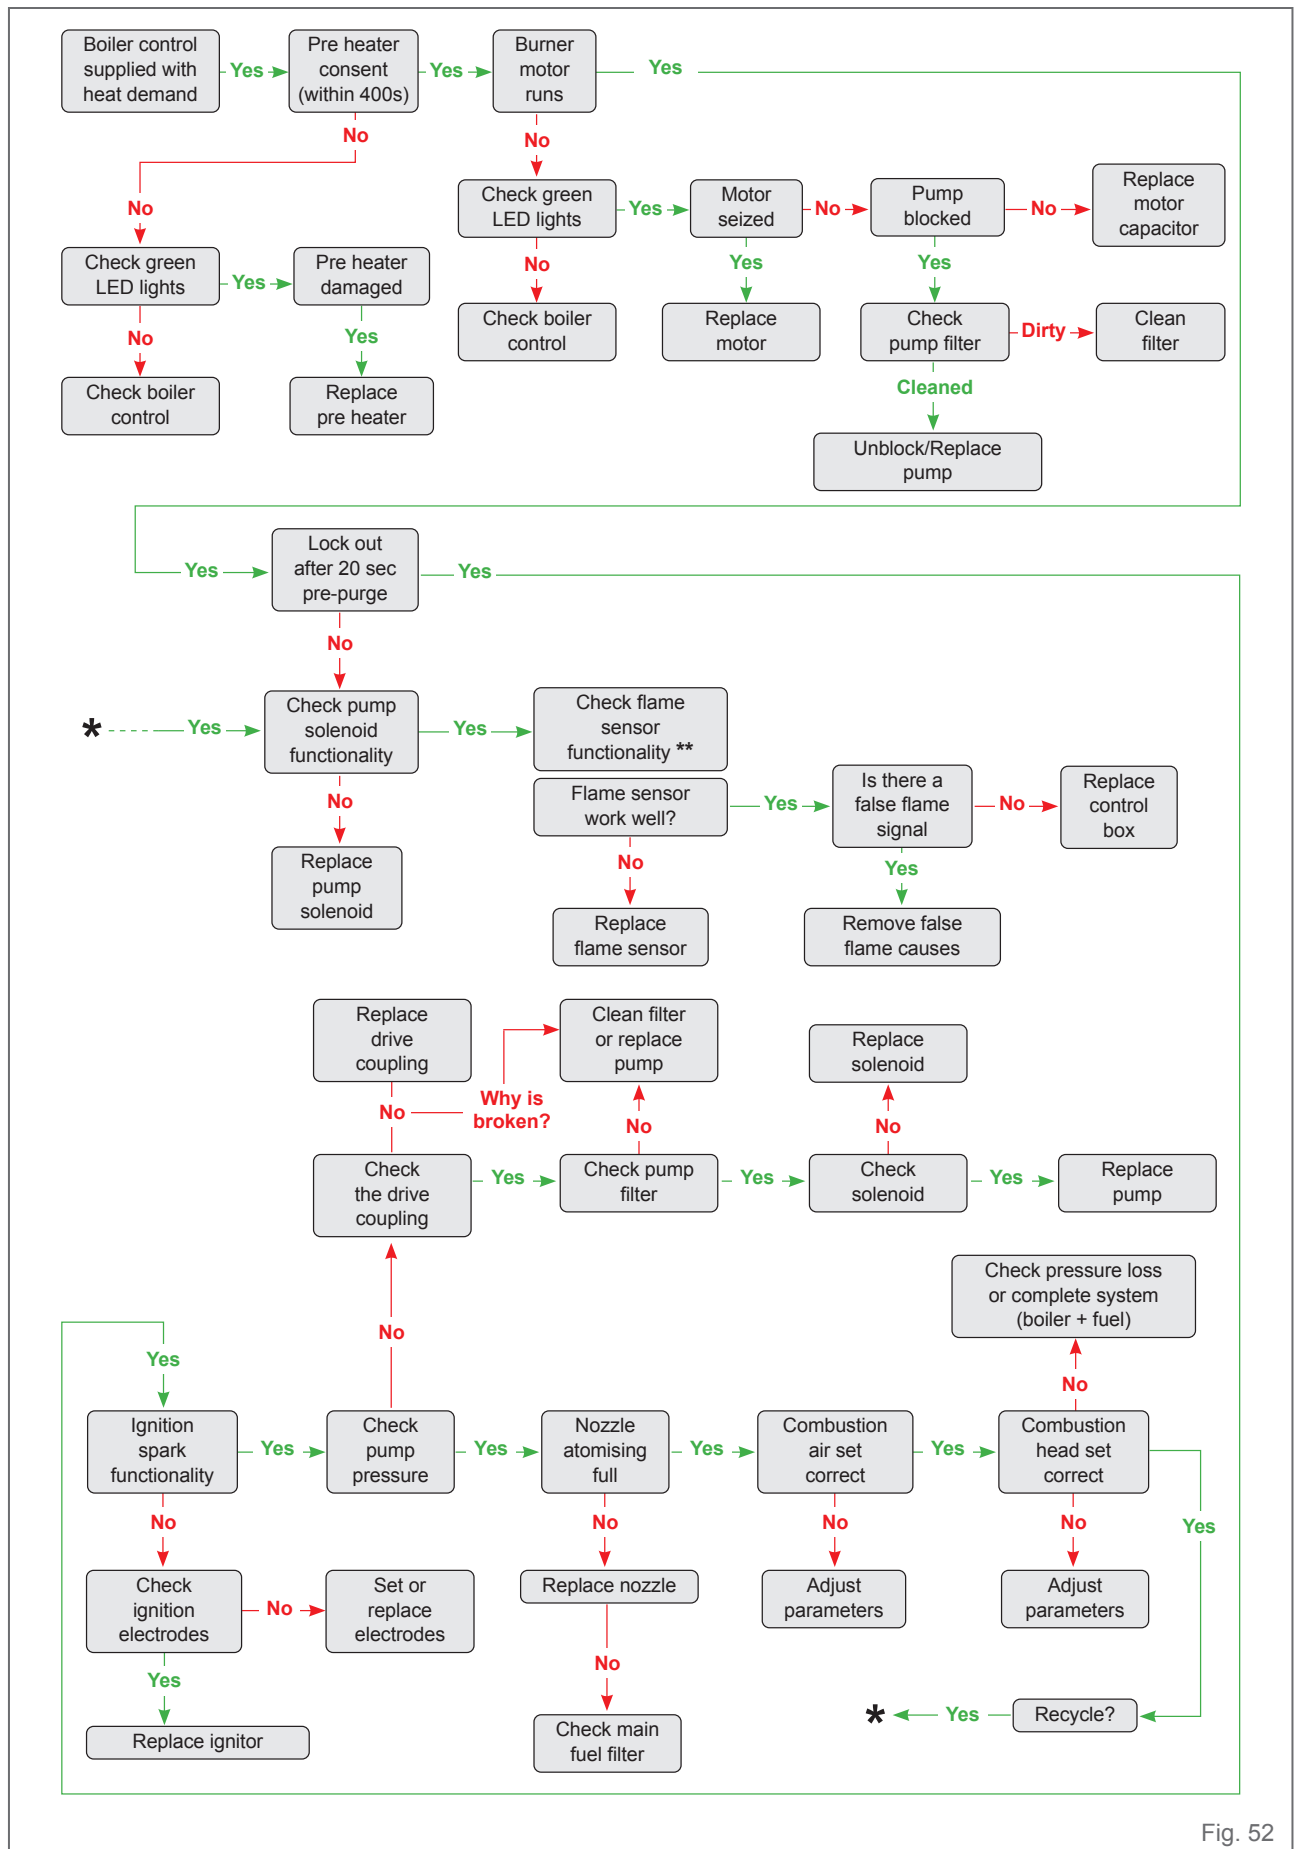 Boiler control
supplied with
heat demand
Yes
Pre heater
consent
(within 400s)
Yes
Burner
motor
runs
Yes
No
No
No
Check green
LED lights
Yes
Pre heater
damaged
No
Yes
Check boiler
control
Replace
pre heater
Check green
LED lights
Yes
Motor
seized
No
Pump
blocked
No
Replace
motor
capacitor
No
Yes
Yes
Check boiler
control
Replace
motor
Check
pump filter
Dirty
Clean
filter
Cleaned
Unblock/Replace
pump
Yes
Lock out
after 20 sec
pre-purge
Yes
No
*
Yes
Check pump
solenoid
functionality
Yes
Check flame
sensor
functionality **
No
Replace
pump
solenoid
Flame sensor
work well?
Yes
Is there a
false flame
signal
No
Replace
control
box
No
Yes
Replace
flame sensor
Remove false
flame causes
Replace
drive
coupling
Clean filter
or replace
pump
Replace
solenoid
No
Why is
broken?
No
No
Check
the drive
coupling
Yes
Check pump
filter
Yes
Check
solenoid
Yes
Replace
pump
Check pressure loss
or complete system
(boiler + fuel)
No
Yes
No
Ignition
spark
functionality
Yes
Check
pump
pressure
Yes
Nozzle
atomising
full
Yes
Combustion
air set
correct
Yes
Combustion
head set
correct
Yes
No
No
No
No
Check
ignition
electrodes
No
Set or
replace
electrodes
Replace nozzle
Adjust
parameters
Adjust
parameters
Yes
No
Replace ignitor
Check main
fuel filter
*
Yes
Recycle?
Fig. 52